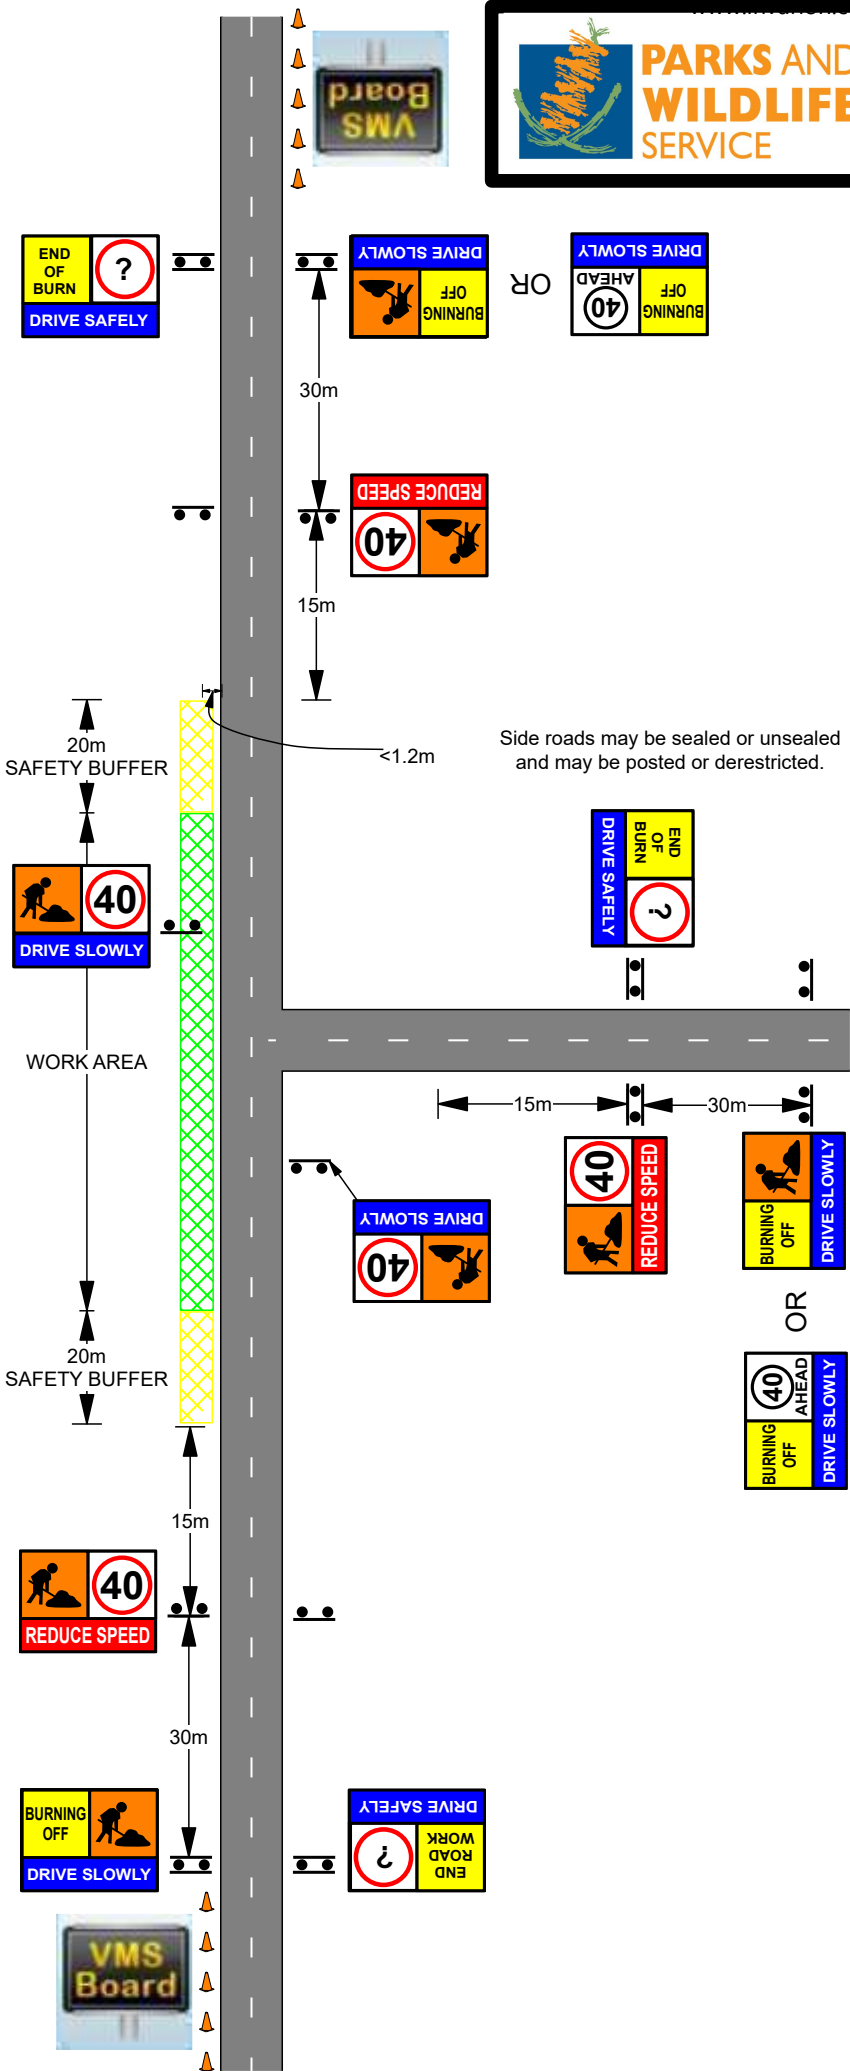 VMS
Board
PARKS AND
WILDLIFE
SERVICE
END
OF
BURN
?
DRIVE SAFELY
DRIVE SLOWLY
BURNING
OFF
OR
DRIVE SLOWLY
40
AHEAD
BURNING
OFF
30m
REDUCE SPEED
40
15m
20m
SAFETY BUFFER
<1.2m
Side roads may be sealed or unsealed
and may be posted or derestricted.
END
OF
BURN
?
DRIVE SAFELY
40
DRIVE SLOWLY
WORK AREA
15m
30m
40
REDUCE SPEED
BURNING
OFF
DRIVE SLOWLY
DRIVE SLOWLY
40
OR
40
AHEAD
BURNING
OFF
DRIVE SLOWLY
20m
SAFETY BUFFER
15m
40
REDUCE SPEED
30m
BURNING
OFF
DRIVE SLOWLY
DRIVE SAFELY
?
END
ROAD
WORK
VMS
Board